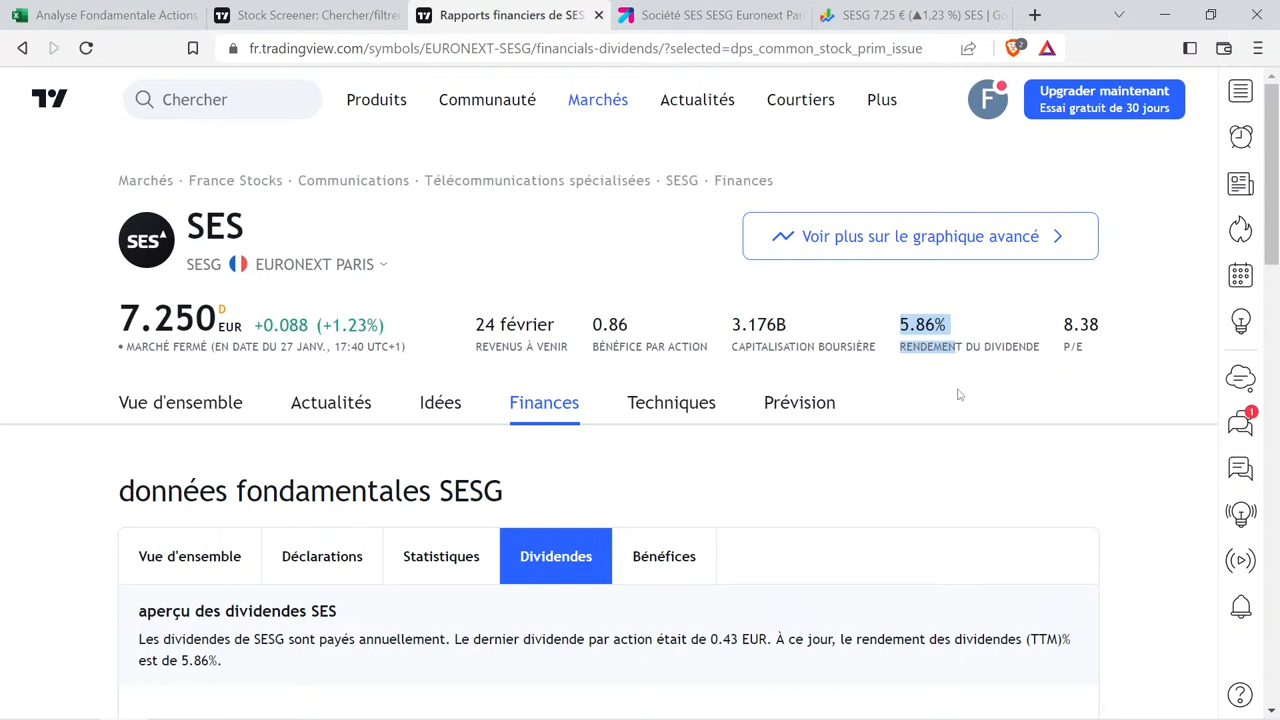 Analyse Fondamentale Actions
Stock Screener: Chercher/filtrer
Rapports financiers de SES
Société SES SESG Euronext Pari
SESG 7,25 € (▲1,23 %) SES | Go
fr.tradingview.com/symbols/EURONEXT-SESG/financials-dividends/?selected=dps_common_stock_prim_issue
2
Chercher
Produits
Communauté
Marchés
Actualités
Courtiers
Plus
F
Upgrader maintenant
Essai gratuit de 30 jours
Marchés · France Stocks · Communications · Télécommunications spécialisées · SESG · Finances
SES
SES
Voir plus sur le graphique avancé
SESG EURONEXT PARIS
7.250 D EUR +0.088 (+1.23%)
24 février
0.86
3.176B
5.86%
8.38
• MARCHÉ FERMÉ (EN DATE DU 27 JANV., 17:40 UTC+1)
REVENUS À VENIR
BÉNÉFICE PAR ACTION
CAPITALISATION BOURSIÈRE
RENDEMENT DU DIVIDENDE
P/E
Vue d'ensemble
Actualités
Idées
Finances
Techniques
Prévision
1
données fondamentales SESG
Vue d'ensemble
Déclarations
Statistiques
Dividendes
Bénéfices
aperçu des dividendes SES
Les dividendes de SESG sont payés annuellement. Le dernier dividende par action était de 0.43 EUR. À ce jour, le rendement des dividendes (TTM)%
est de 5.86%.